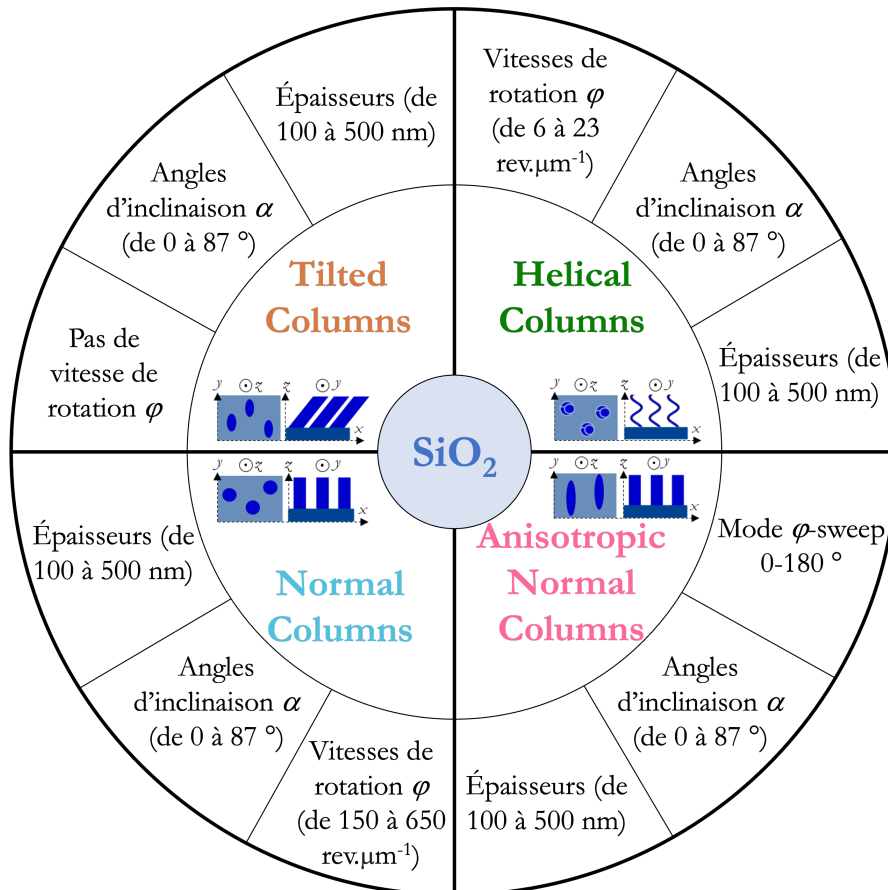 Épaisseurs (de
100 à 500 nm)
Angles
d'inclinaison α
(de 0 à 87 °)
Pas de
vitesse de
rotation φ
Tilted
Columns
y ⊙ z z ⊙ y
x
Vitesses de
rotation φ
(de 6 à 23
rev.µm⁻¹)
Angles
d'inclinaison α
(de 0 à 87 °)
Épaisseurs (de
100 à 500 nm)
Helical
Columns
y ⊙ z z ⊙ y
x
SiO₂
y ⊙ z z ⊙ y
x
Normal
Columns
Épaisseurs (de
100 à 500 nm)
Angles
d'inclinaison α
(de 0 à 87 °)
Vitesses de
rotation φ
(de 150 à 650
rev.µm⁻¹)
y ⊙ z z ⊙ y
x
Anisotropic
Normal
Columns
Mode φ-sweep
0-180 °
Angles
d'inclinaison α
(de 0 à 87 °)
Épaisseurs (de
100 à 500 nm)